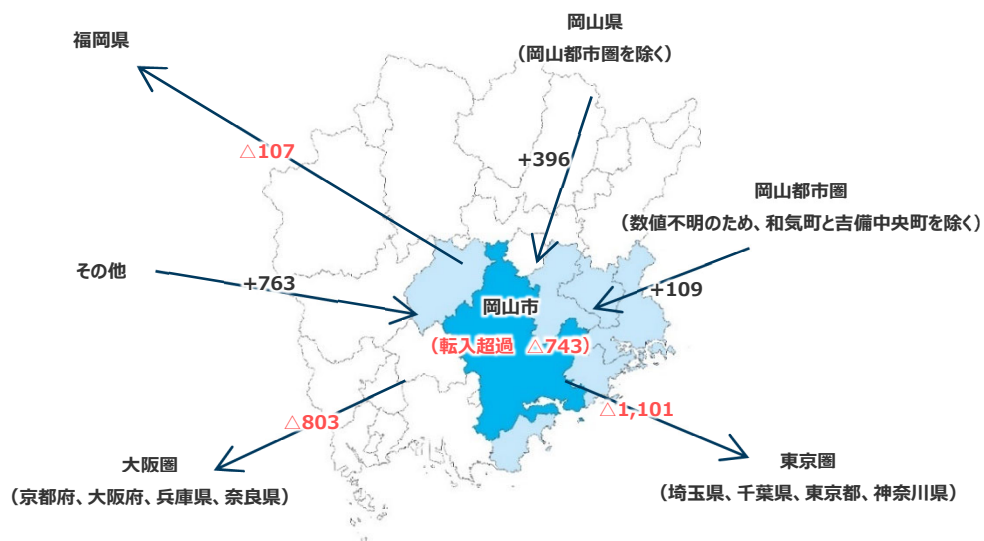 岡山県
(岡山都市圏を除く)
福岡県
△107
+396
岡山都市圏
(数値不明のため、和気町と吉備中央町を除く)
その他
+763
+109
岡山市
(転入超過 △743)
△803
△1,101
大阪圏
(京都府、大阪府、兵庫県、奈良県)
東京圏
(埼玉県、千葉県、東京都、神奈川県)